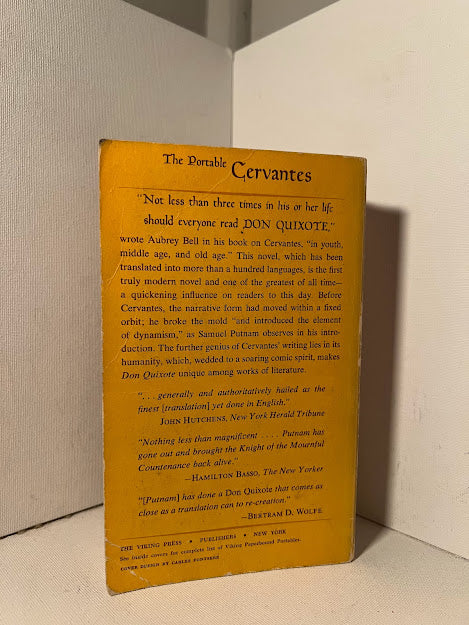 The Portable Cervantes
"Not less than three times in his or her life
should everyone read DON QUIXOTE,"
wrote Aubrey Bell in his book on Cervantes, "in youth,
middle age, and old age." This novel, which has been
translated into more than a hundred languages, is the first
truly modern novel and one of the greatest of all time—
a quickening influence on readers to this day. Before
Cervantes, the narrative form had moved within a fixed
orbit; he broke the mold "and introduced the element
of dynamism," as Samuel Putnam observes in his intro-
duction. The further genius of Cervantes' writing lies in its
humanity, which, wedded to a soaring comic spirit, makes
Don Quixote unique among works of literature.
". . . generally and authoritatively hailed as the
finest [translation] yet done in English."
JOHN HUTCHENS, New York Herald Tribune
"Nothing less than magnificent . . . . Putnam has
gone out and brought the Knight of the Mournful
Countenance back alive."
—HAMILTON BASSO, The New Yorker
"[Putnam] has done a Don Quixote that comes as
close as a translation can to re-creation."
—BERTRAM D. WOLFE
THE VIKING PRESS • PUBLISHERS • NEW YORK
See inside covers for complete list of Viking Paperbound Portables.
COVER DESIGN BY CARLES FONTSERE